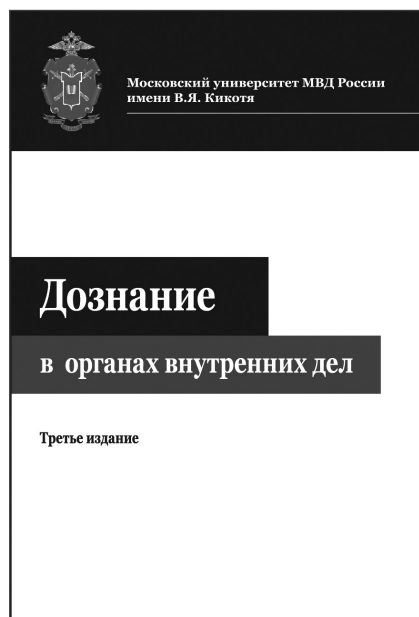 Московский университет МВД России
имени В.Я. Кикотя
Дознание
в органах внутренних дел
Третье издание